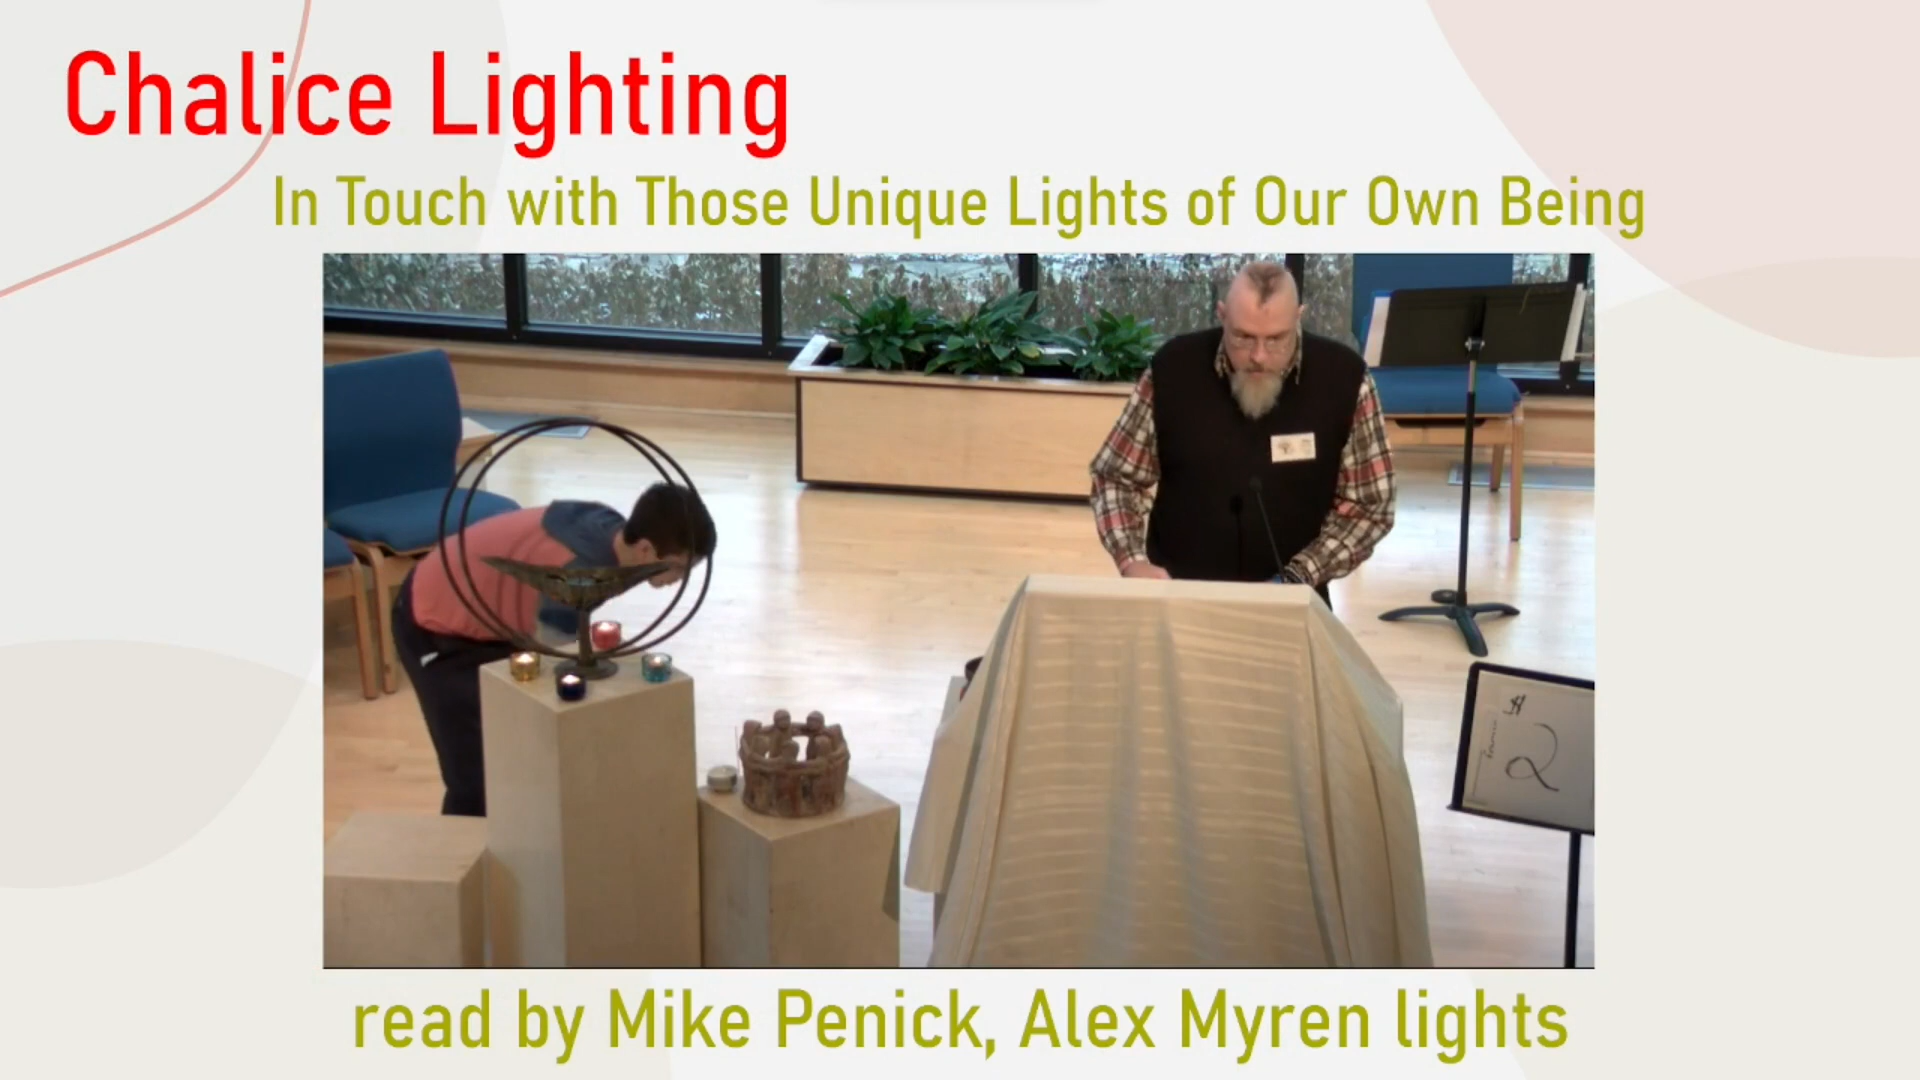 Chalice Lighting
In Touch with Those Unique Lights of Our Own Being
2
read by Mike Penick, Alex Myren lights